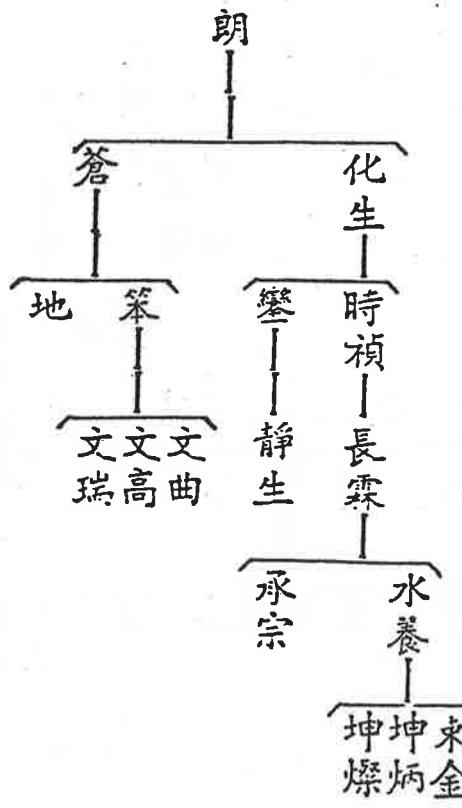 朗
化生
蒼
時禎
笨
地
長霖
靜生
文曲
文高
文瑞
水養
承宗
金
坤炳
坤燦